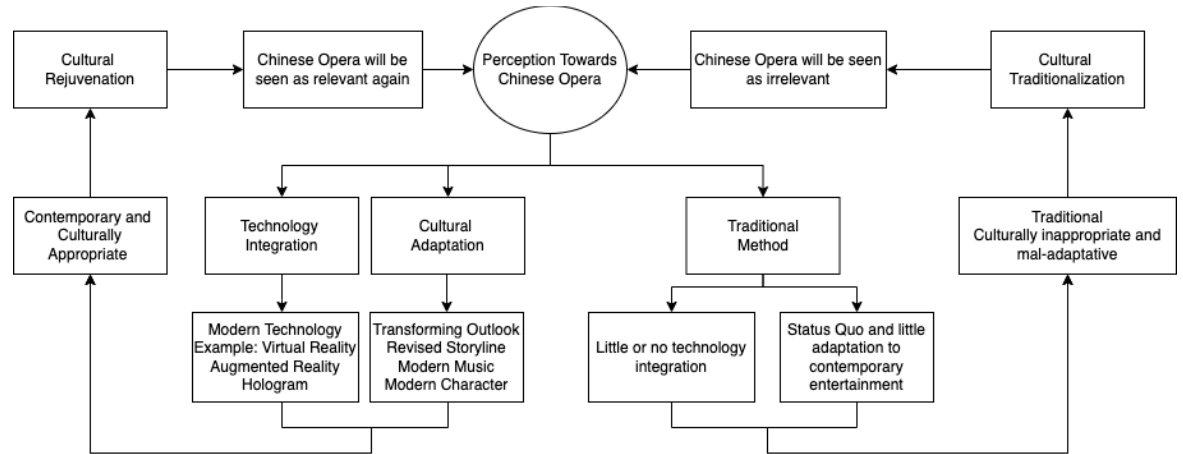 Cultural
Rejuvenation
Chinese Opera will be
seen as relevant again
Perception Towards
Chinese Opera
Chinese Opera will be seen
as irrelevant
Cultural
Traditionalization
Contemporary and
Culturally
Appropriate
Technology
Integration
Cultural
Adaptation
Traditional
Method
Traditional
Culturally inappropriate and
mal-adaptative
Modern Technology
Example: Virtual Reality
Augmented Reality
Hologram
Transforming Outlook
Revised Storyline
Modern Music
Modern Character
Little or no technology
integration
Status Quo and little
adaptation to
contemporary
entertainment